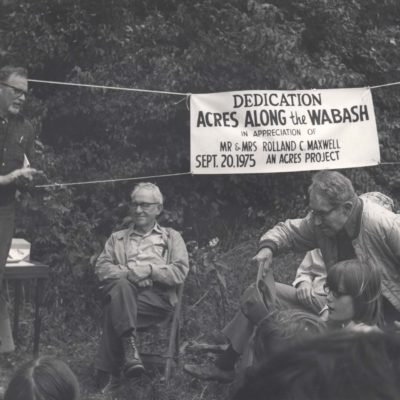 DEDICATION
ACRES ALONG the WABASH
IN APPRECIATION OF
MR & MRS ROLLAND C. MAXWELL
SEPT. 20, 1975 AN ACRES PROJECT